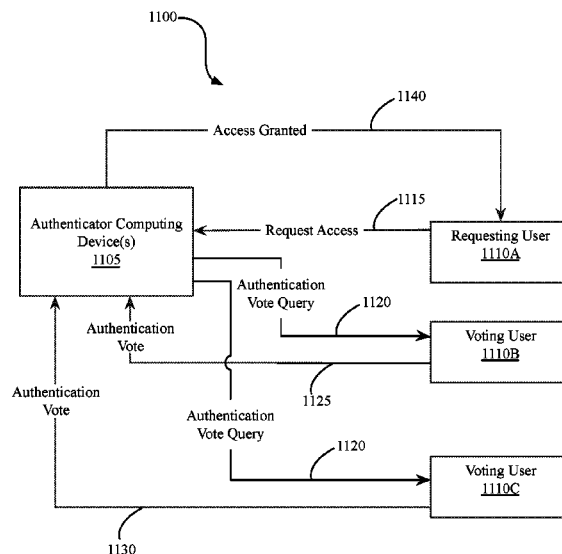 1100
1140
Access Granted
1115
Authenticator Computing
Device(s)
1105
Request Access
Requesting User
1110A
Authentication
Vote Query
1120
Authentication
Vote
Voting User
1110B
1125
Authentication
Vote
Authentication
Vote Query
1120
Voting User
1110C
1130